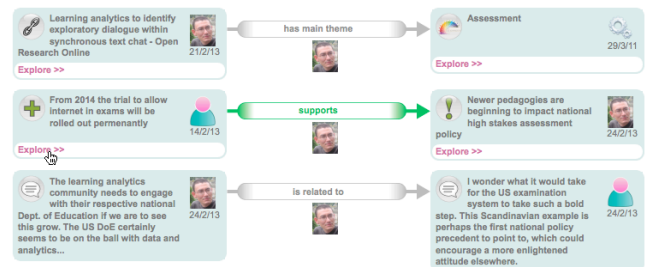 Learning analytics to identify
exploratory dialogue within
synchronous text chat - Open
Research Online
21/2/13
Explore >>
has main theme
Assessment
29/3/11
Explore >>
From 2014 the trial to allow
internet in exams will be
rolled out permenantly
14/2/13
Explore >>
supports
Newer pedagogies are
beginning to impact national
high stakes assessment
policy
24/2/13
Explore >>
The learning analytics
community needs to engage
with their respective national
Dept. of Education if we are to see
this grow. The US DoE certainly
seems to be on the ball with data and
analytics...
24/2/13
is related to
I wonder what it would take
for the US examination
system to take such a bold
step. This Scandinavian example is
perhaps the first national policy
precedent to point to, which could
encourage a more enlightened
attitude elsewhere.
24/2/13